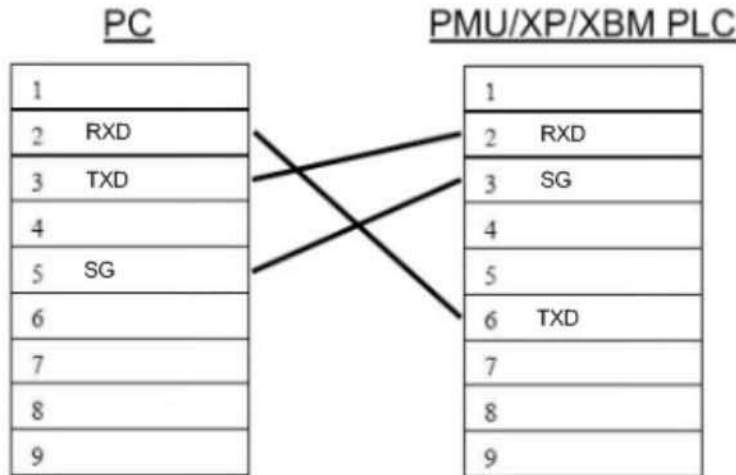 PC
PMU/XP/XBM PLC
1
2 RXD
3 TXD
4
5 SG
6
7
8
9
1
2 RXD
3 SG
4
5
6 TXD
7
8
9